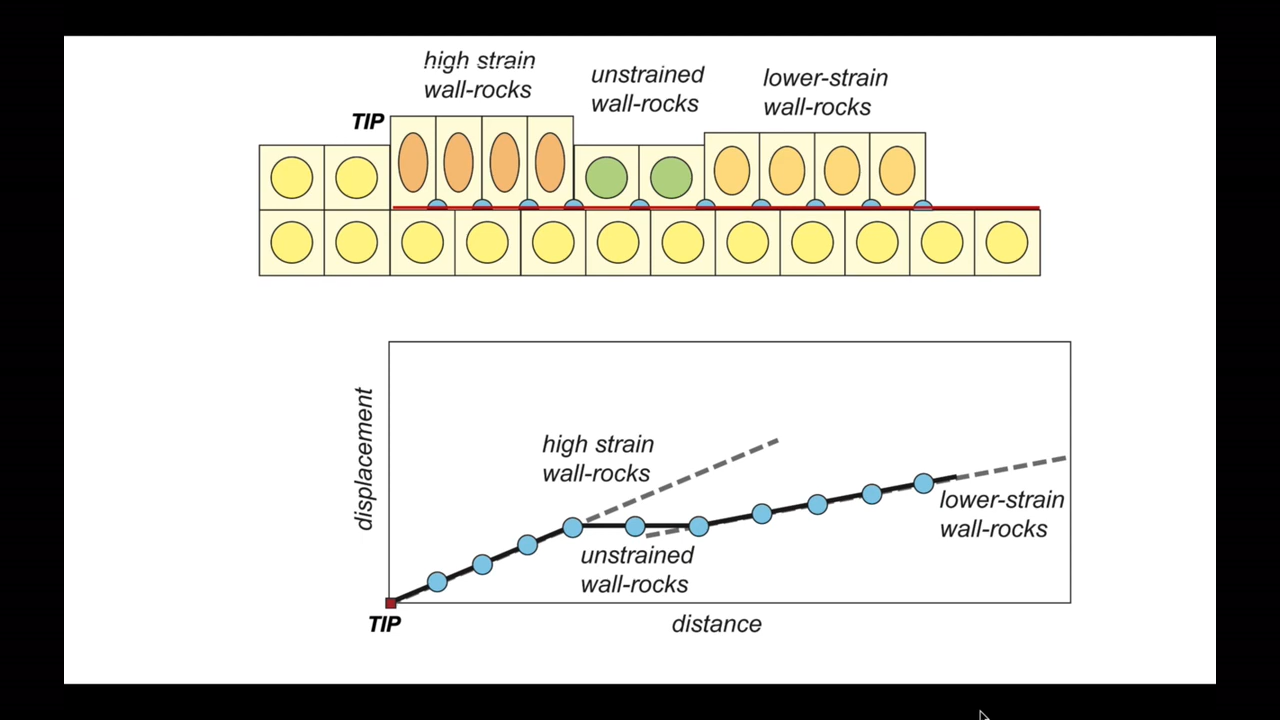 high strain
wall-rocks
unstrained
wall-rocks
lower-strain
wall-rocks
TIP
displacement
high strain
wall-rocks
unstrained
wall-rocks
lower-strain
wall-rocks
TIP
distance